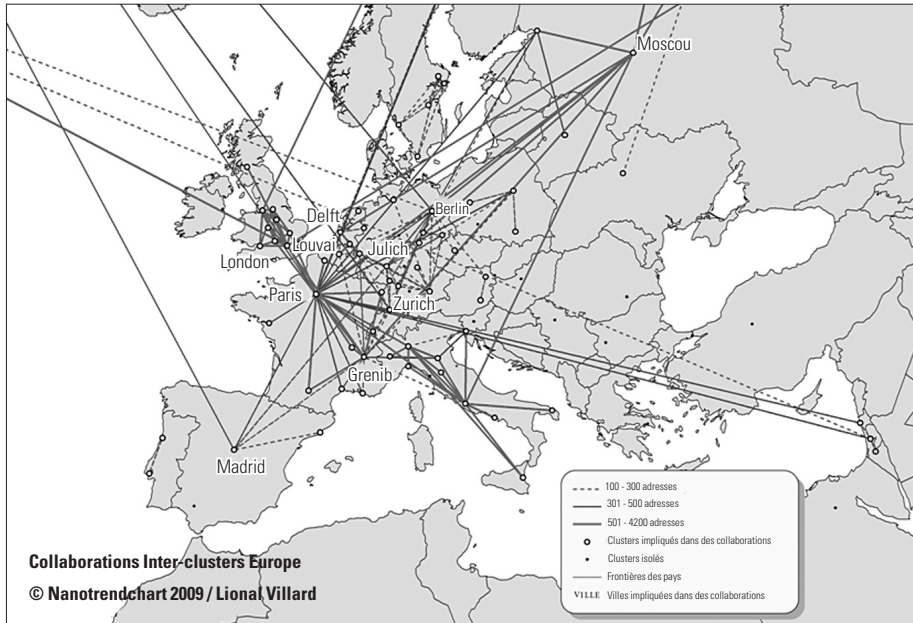 Moscou
Berlin
Delft
Louvai
Julich
London
Paris
Zurich
Grenib
Madrid
100 - 300 adresses
301 - 500 adresses
501 - 4200 adresses
Clusters impliqués dans des collaborations
Clusters isolés
Frontières des pays
VILLE Villes impliquées dans des collaborations
Collaborations Inter-clusters Europe
© Nanotrendchart 2009 / Lional Villard